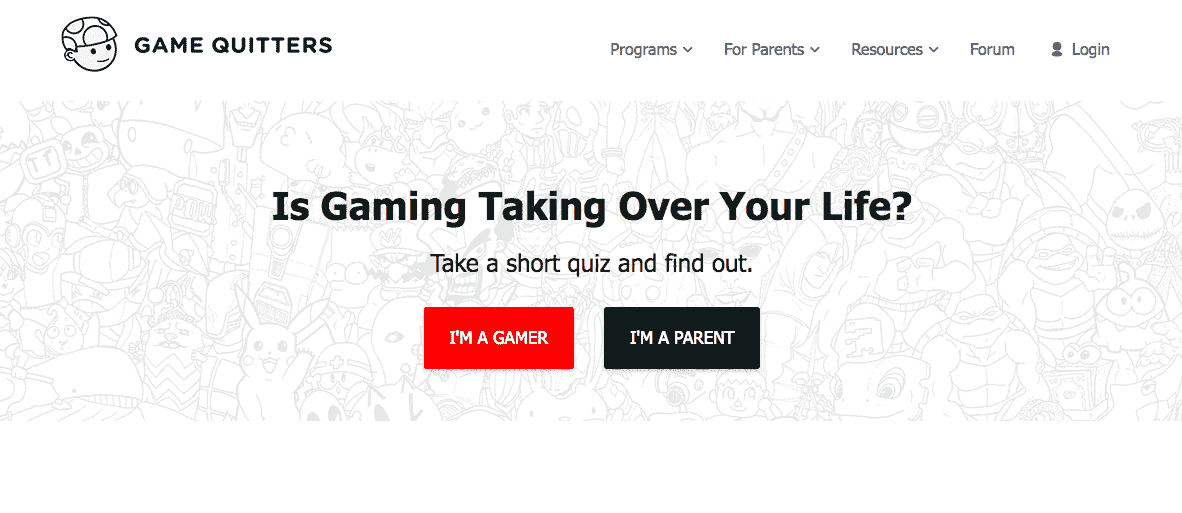 GAME QUITTERS
Programs
For Parents
Resources
Forum
Login
Is Gaming Taking Over Your Life?
Take a short quiz and find out.
I'M A GAMER
I'M A PARENT